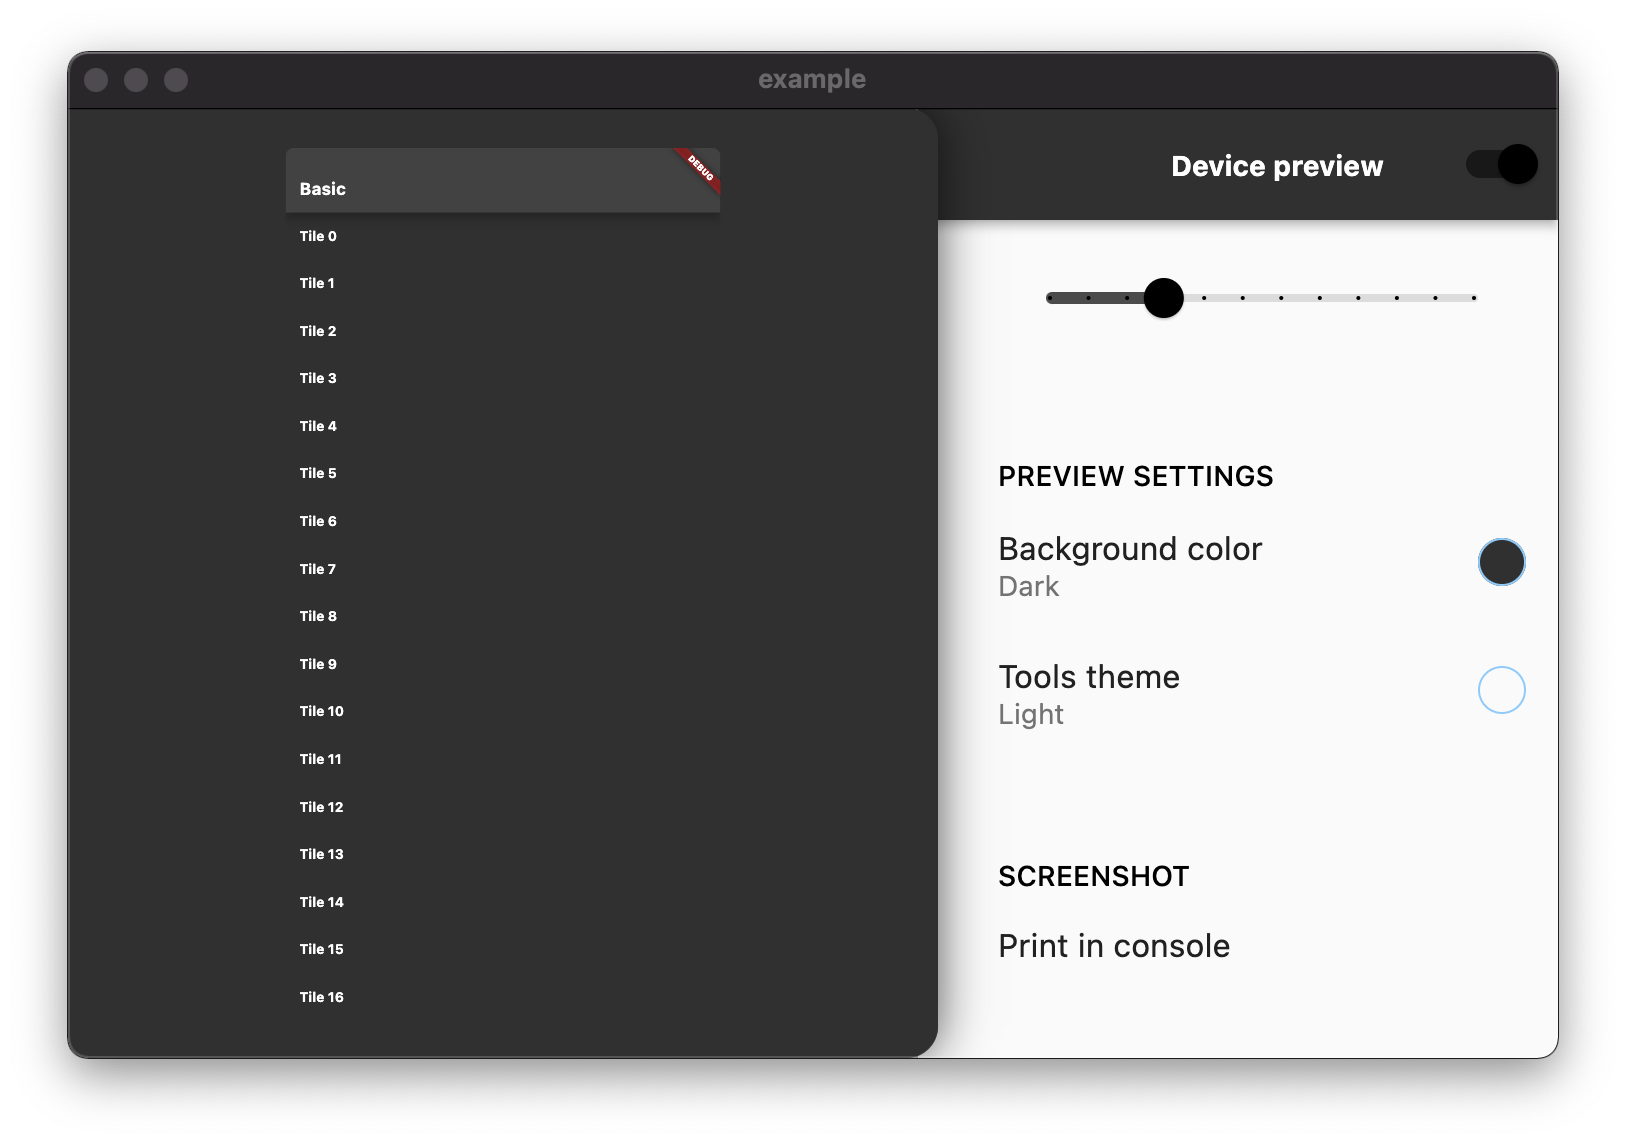 example
Basic
DEBUG
Tile 0
Tile 1
Tile 2
Tile 3
Tile 4
Tile 5
Tile 6
Tile 7
Tile 8
Tile 9
Tile 10
Tile 11
Tile 12
Tile 13
Tile 14
Tile 15
Tile 16
Device preview
PREVIEW SETTINGS
Background color
Dark
Tools theme
Light
SCREENSHOT
Print in console